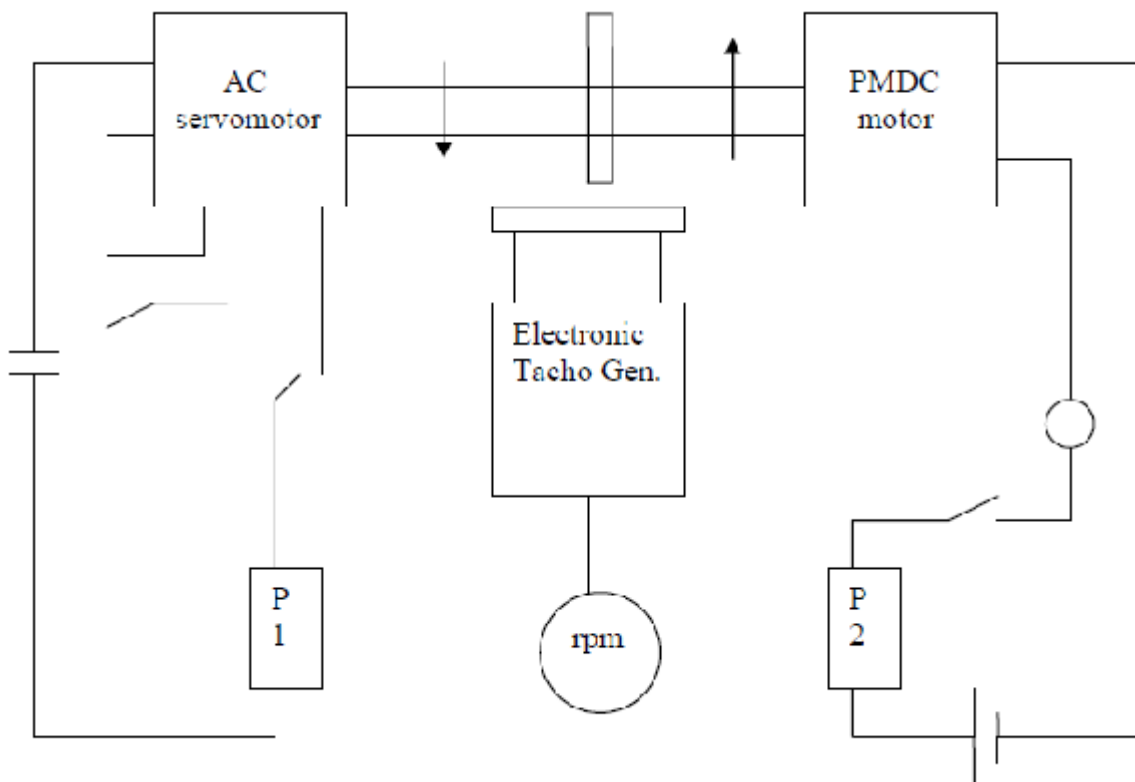 AC
servomotor
PMDC
motor
Electronic
Tacho Gen.
P
1
rpm
P
2